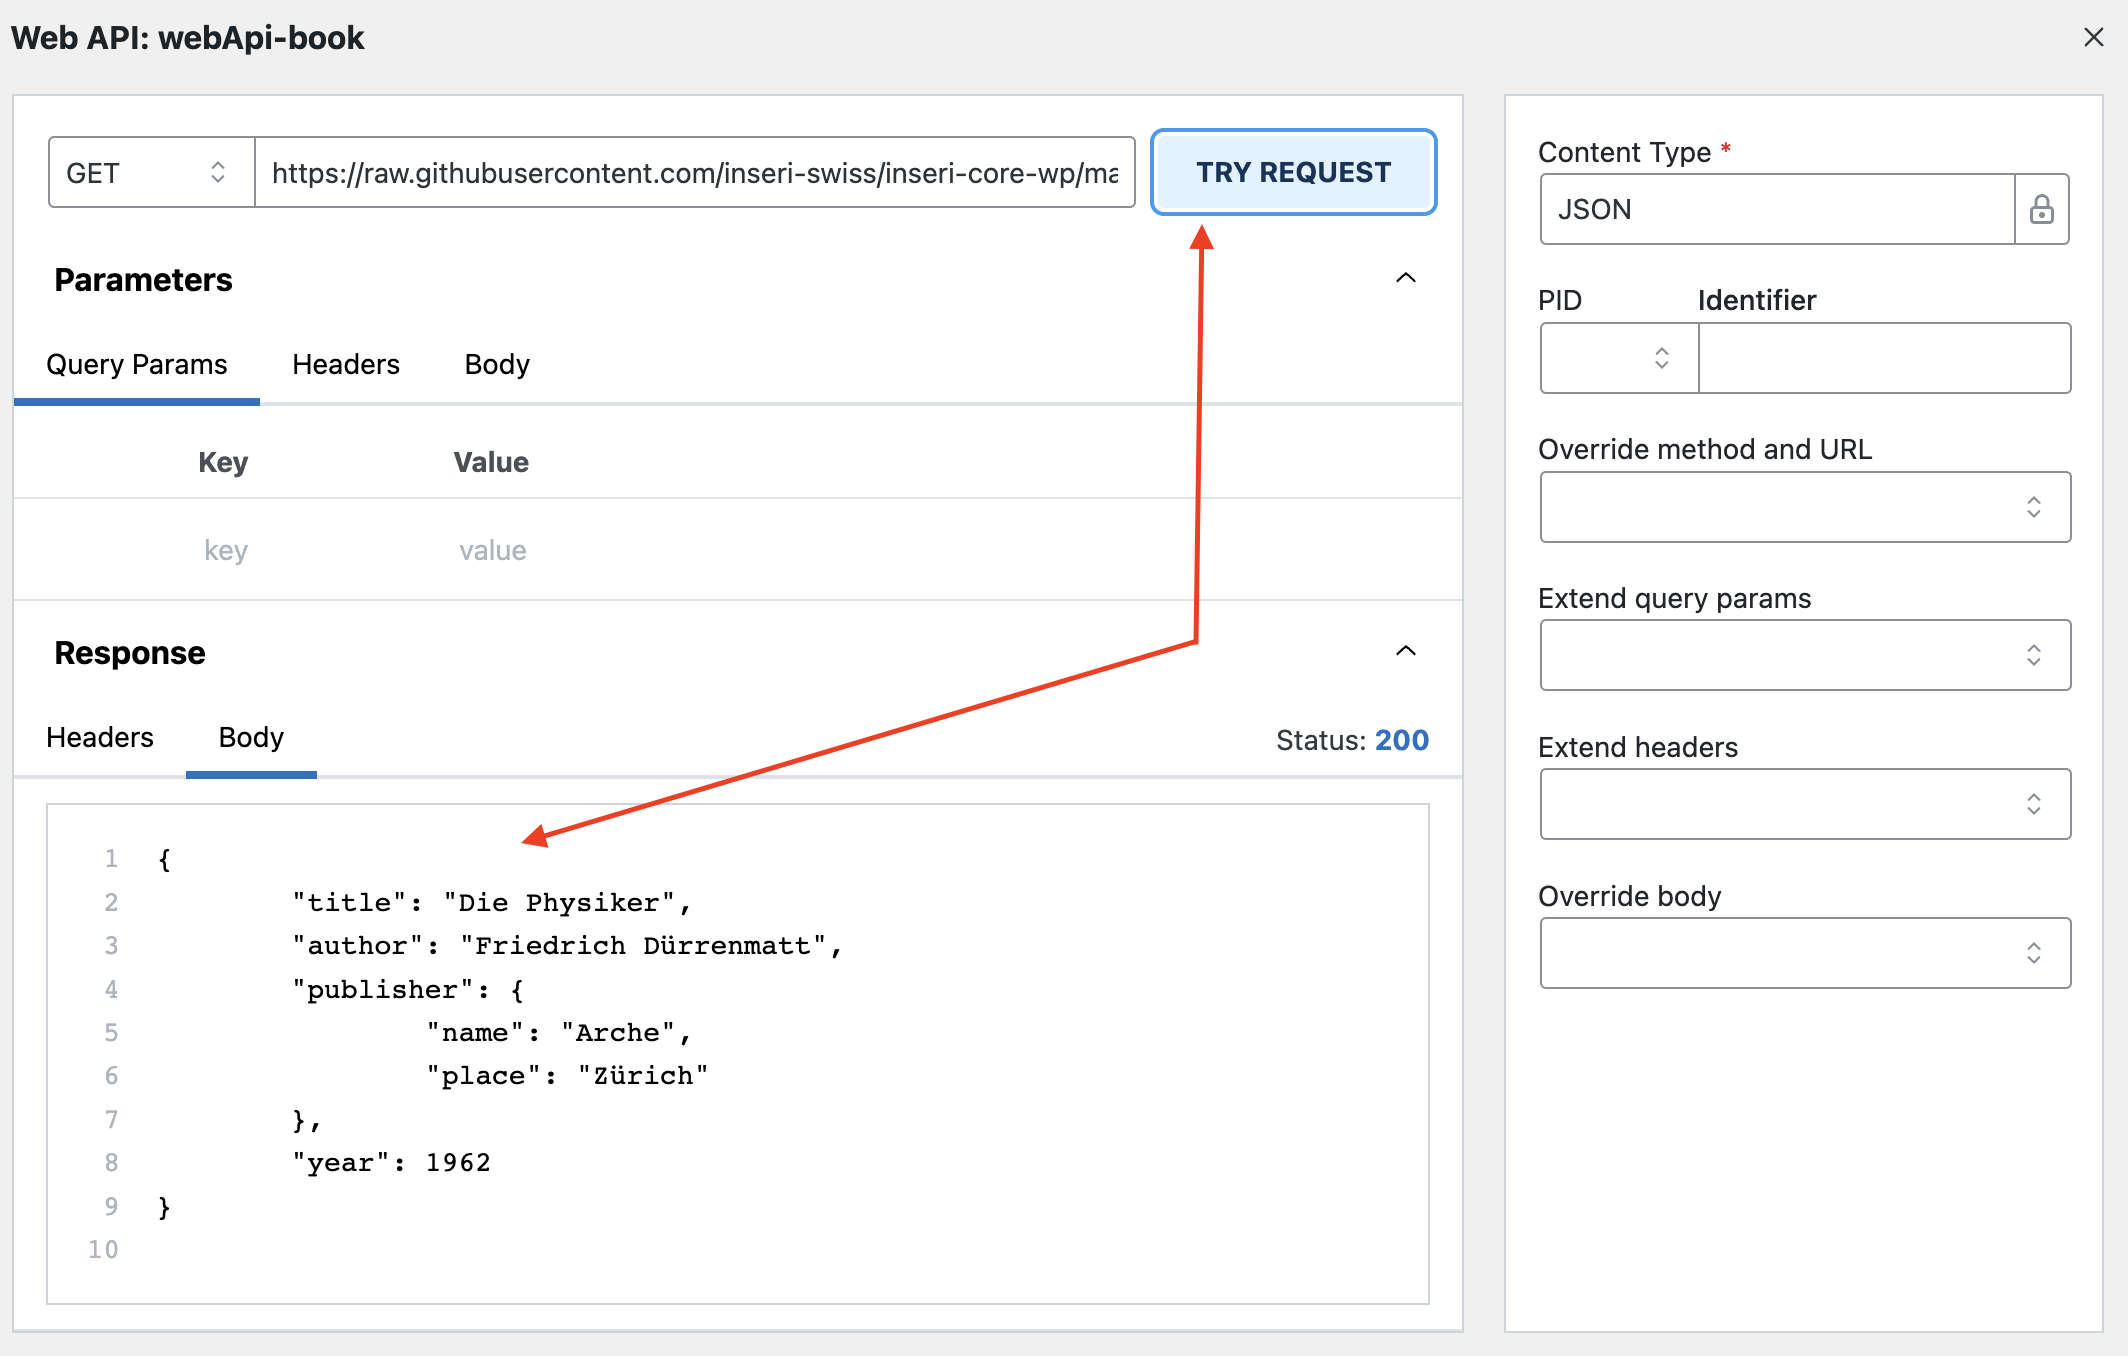 Web API: webApi-book
GET
https://raw.githubusercontent.com/inseri-swiss/inseri-core-wp/ma
TRY REQUEST
Parameters
Query Params Headers Body
Key Value
key value
Response
Headers Body
Status: 200
1 {
2 "title": "Die Physiker",
3 "author": "Friedrich Dürrenmatt",
4 "publisher": {
5 "name": "Arche",
6 "place": "Zürich"
7 },
8 "year": 1962
9 }
10
Content Type *
JSON
PID Identifier
Override method and URL
Extend query params
Extend headers
Override body